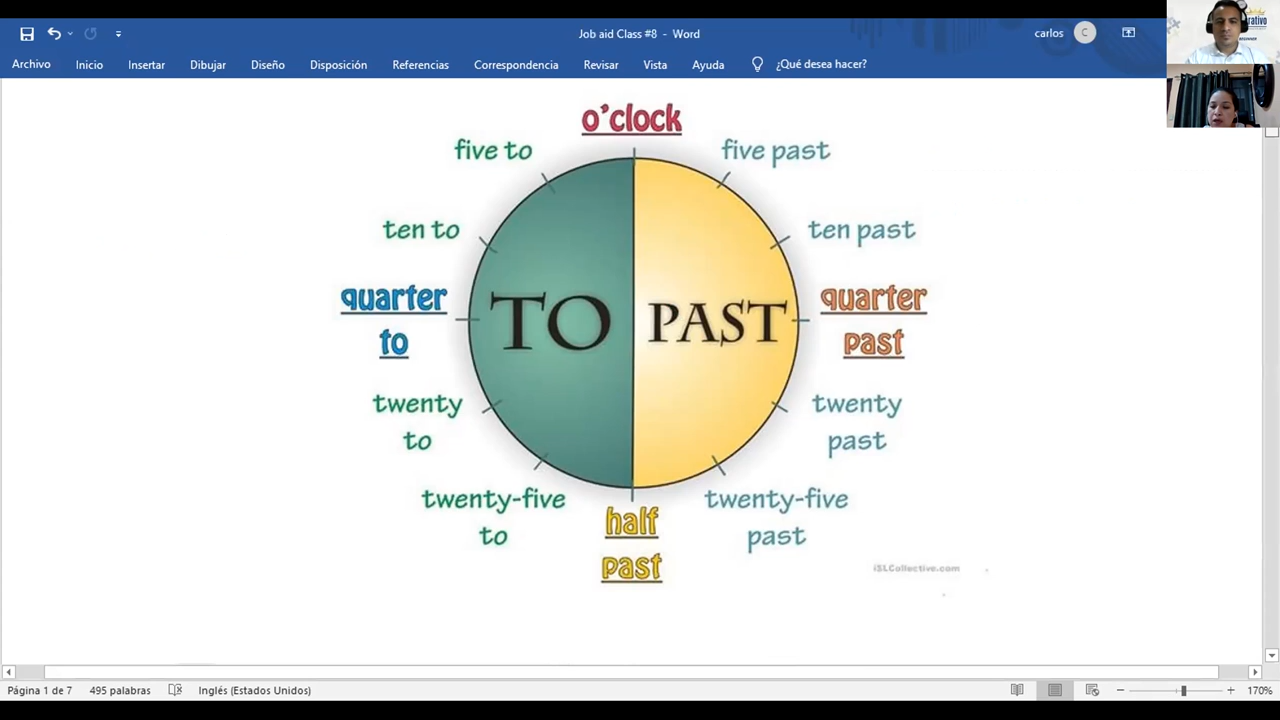 Job aid Class #8 - Word
carlos
C
Archivo Inicio Insertar Dibujar Diseño Disposición Referencias Correspondencia Revisar Vista Ayuda ¿Qué desea hacer?
o'clock
five to
five past
ten to
ten past
quarter
to
TO PAST
quarter
past
twenty
to
twenty
past
twenty-five
to
half
past
twenty-five
past
iSLCollective.com
Página 1 de 7 495 palabras Inglés (Estados Unidos)
170%